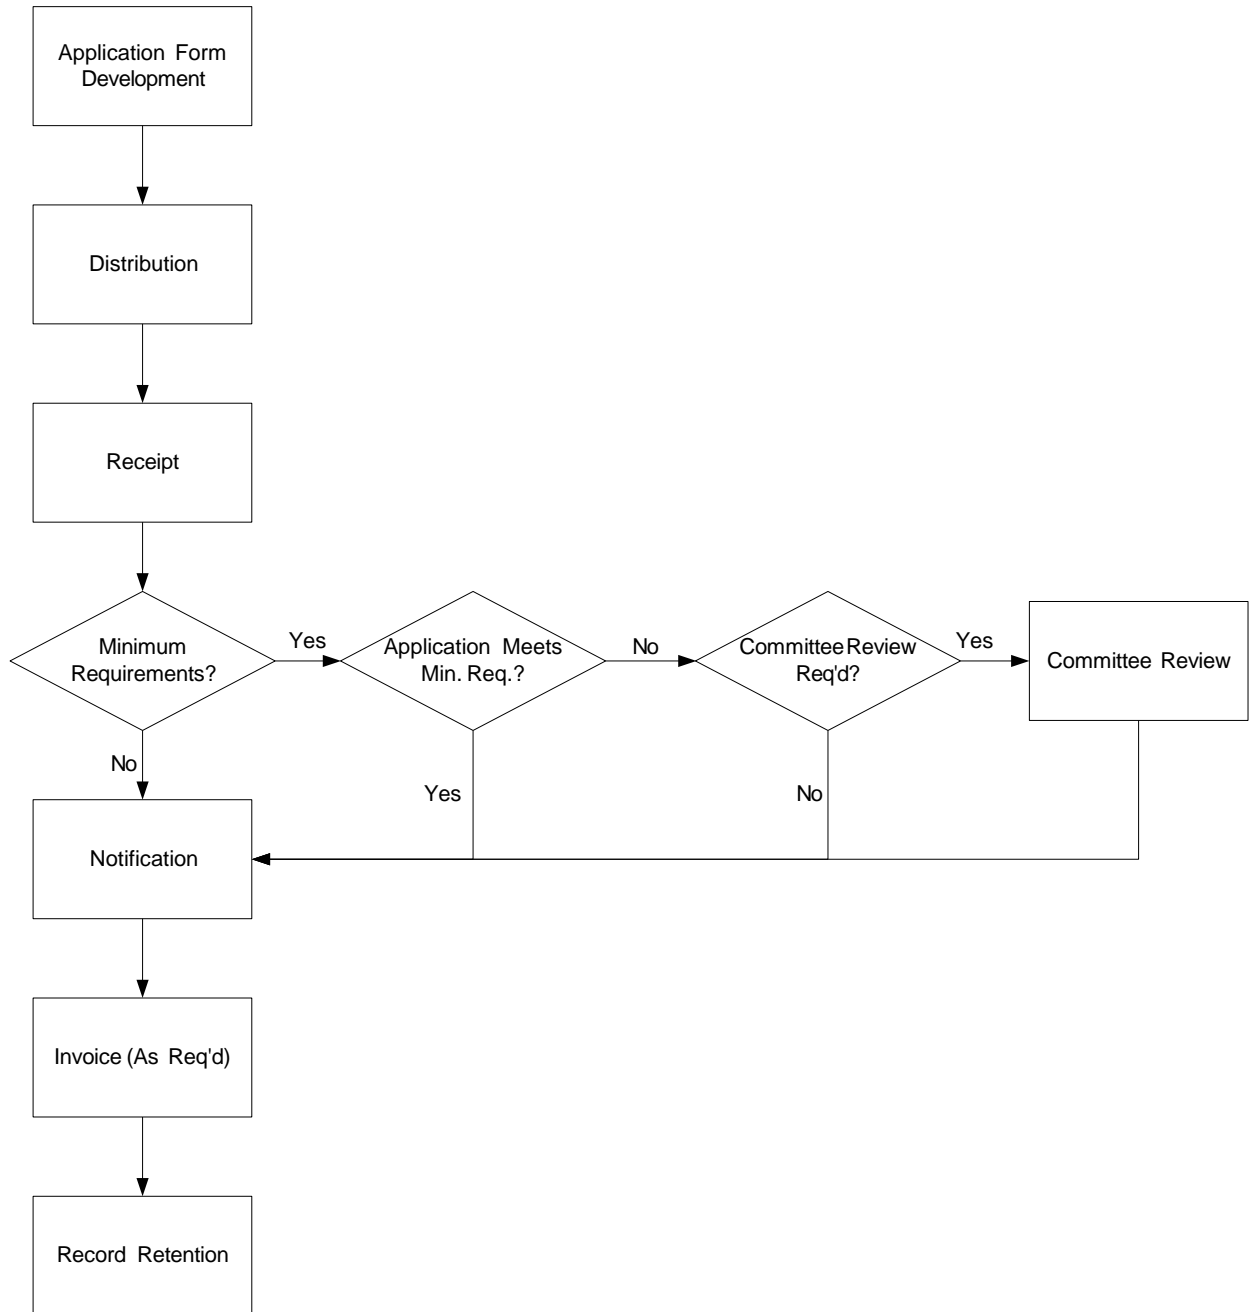 Application Form
Development
Distribution
Receipt
Minimum
Requirements?
Yes
Application Meets
Min. Req.?
No
Committee Review
Req'd?
Yes
Committee Review
No
Yes
No
Notification
Invoice (As Req'd)
Record Retention